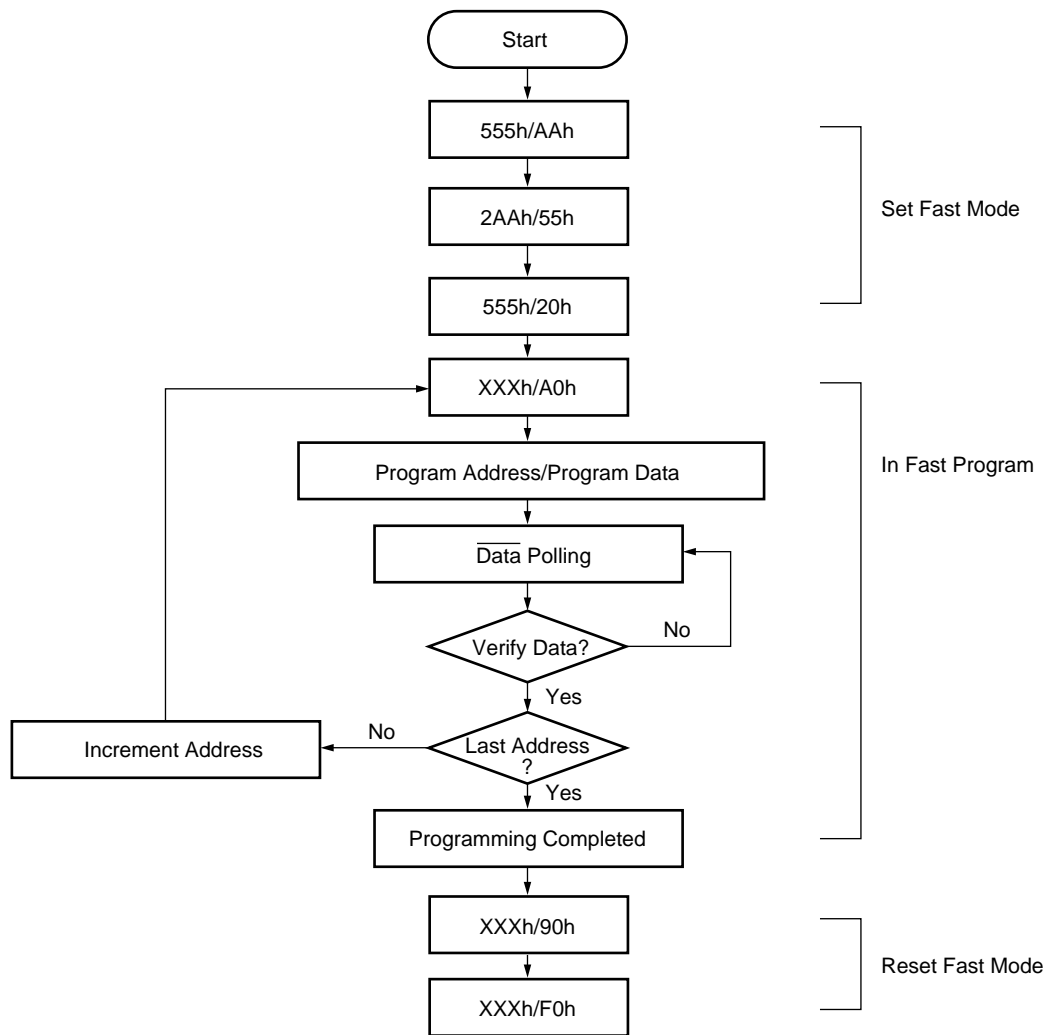 Start
555h/AAh
2AAh/55h
Set Fast Mode
555h/20h
XXXh/A0h
Program Address/Program Data
In Fast Program
Data Polling
Verify Data?
No
Yes
Increment Address
No
Last Address
?
Yes
Programming Completed
XXXh/90h
Reset Fast Mode
XXXh/F0h